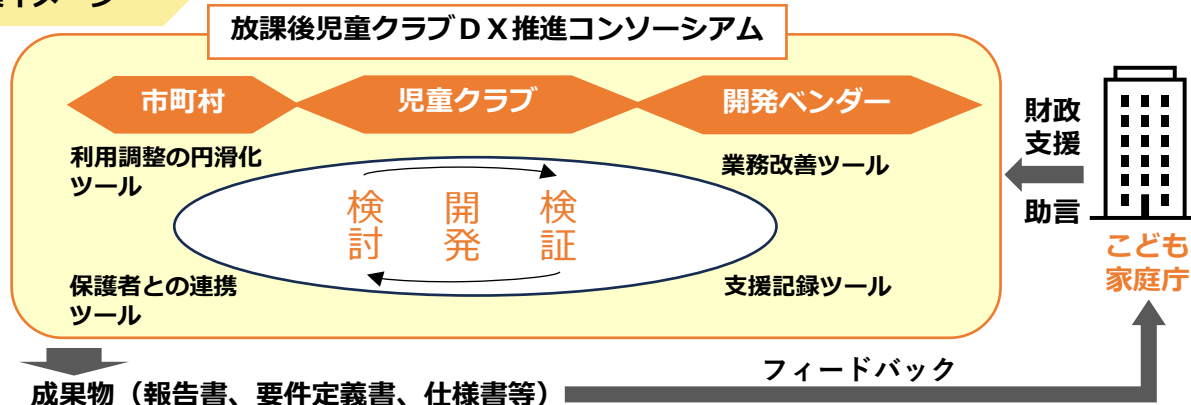 イメージ
放課後児童クラブＤＸ推進コンソーシアム
市町村
児童クラブ
開発ベンダー
利用調整の円滑化
ツール
業務改善ツール
検討
開発
検証
保護者との連携
ツール
支援記録ツール
財政
支援
助言
こども
家庭庁
フィードバック
成果物（報告書、要件定義書、仕様書等）